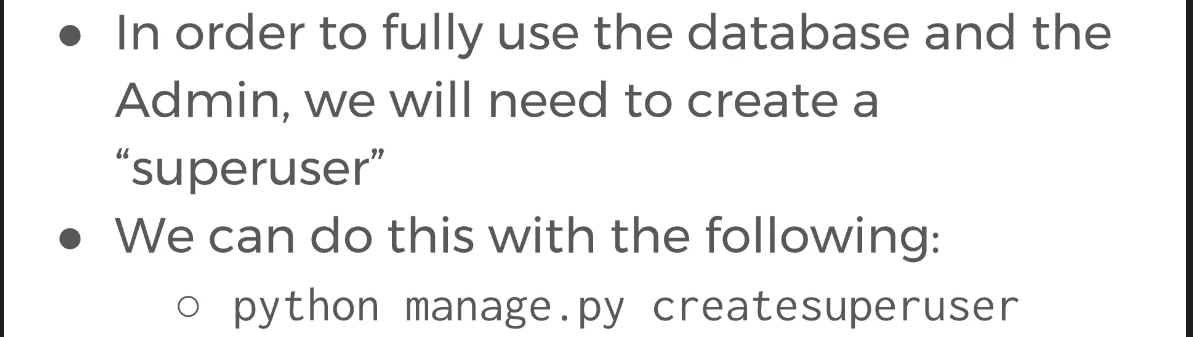 ● In order to fully use the database and the
Admin, we will need to create a
“superuser”
● We can do this with the following:
○ python manage.py createsuperuser